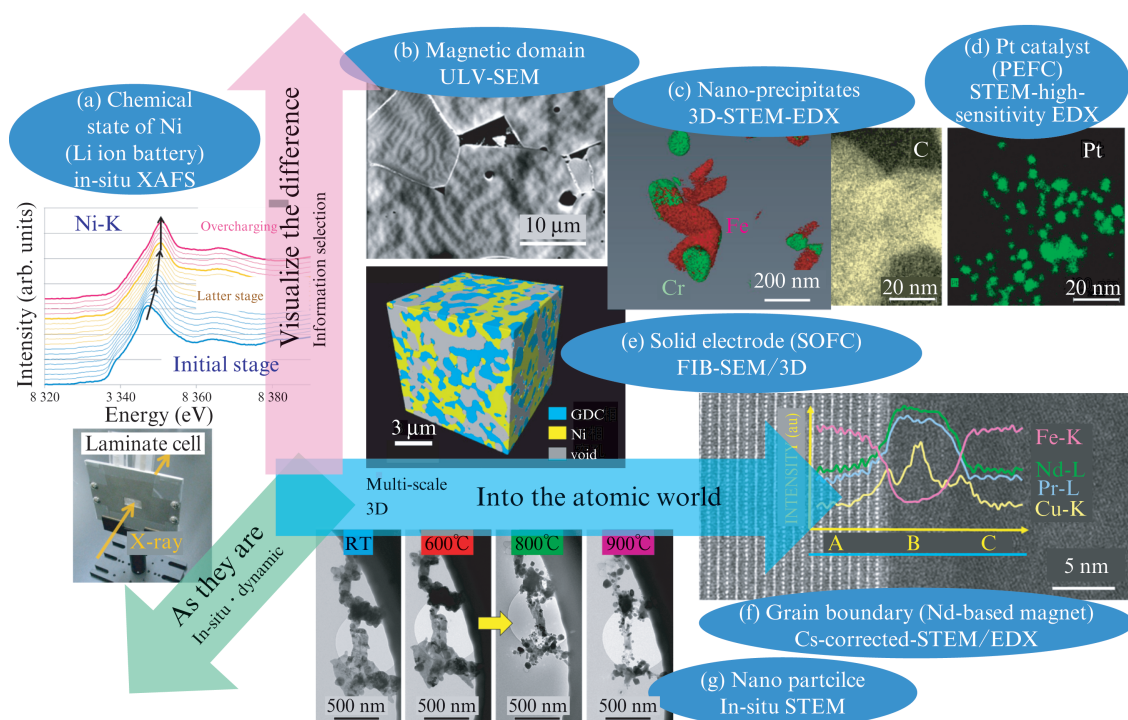 (a) Chemical
state of Ni
(Li ion battery)
in-situ XAFS
Ni-K
Overcharging
Latter stage
Initial stage
Intensity (arb. units)
8 320
8 340
8 360
8 380
Energy (eV)
Laminate cell
X-ray
Visualize the difference
Information selection
(b) Magnetic domain
ULV-SEM
10 µm
(c) Nano-precipitates
3D-STEM-EDX
Fe
Cr
200 nm
(d) Pt catalyst
(PEFC)
STEM-high-
sensitivity EDX
C
20 nm
Pt
20 nm
(e) Solid electrode (SOFC)
FIB-SEM/3D
3 µm
GDC
Ni
void
Multi-scale
3D
Into the atomic world
As they are
In-situ・dynamic
RT
600℃
800℃
900℃
500 nm
500 nm
500 nm
500 nm
INTENSITY (au)
Fe-K
Nd-L
Pr-L
Cu-K
A
B
C
5 nm
(f) Grain boundary (Nd-based magnet)
Cs-corrected-STEM/EDX
(g) Nano partcilce
In-situ STEM